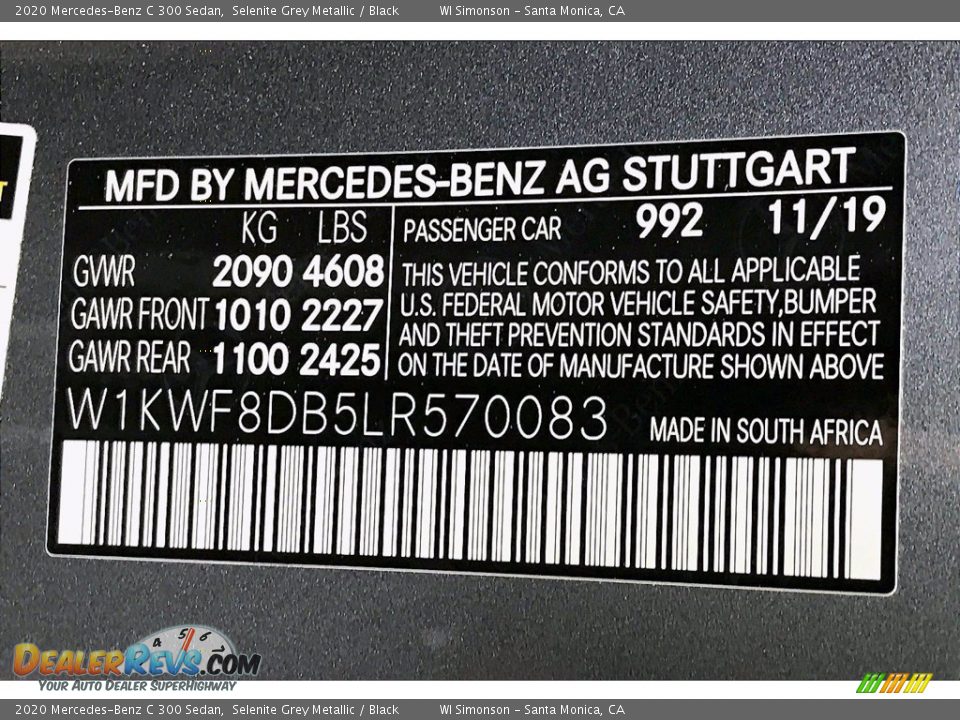 2020 Mercedes-Benz C 300 Sedan, Selenite Grey Metallic / Black WI Simonson - Santa Monica, CA
MFD BY MERCEDES-BENZ AG STUTTGART
KG LBS PASSENGER CAR 992 11/19
GVWR 2090 4608
GAWR FRONT 1010 2227
GAWR REAR 1100 2425
THIS VEHICLE CONFORMS TO ALL APPLICABLE
U.S. FEDERAL MOTOR VEHICLE SAFETY,BUMPER
AND THEFT PREVENTION STANDARDS IN EFFECT
ON THE DATE OF MANUFACTURE SHOWN ABOVE
W1KWF8DB5LR570083 MADE IN SOUTH AFRICA
4 5 6 7
DEALERREVS.COM
YOUR AUTO DEALER SUPERHIGHWAY
2020 Mercedes-Benz C 300 Sedan, Selenite Grey Metallic / Black WI Simonson - Santa Monica, CA